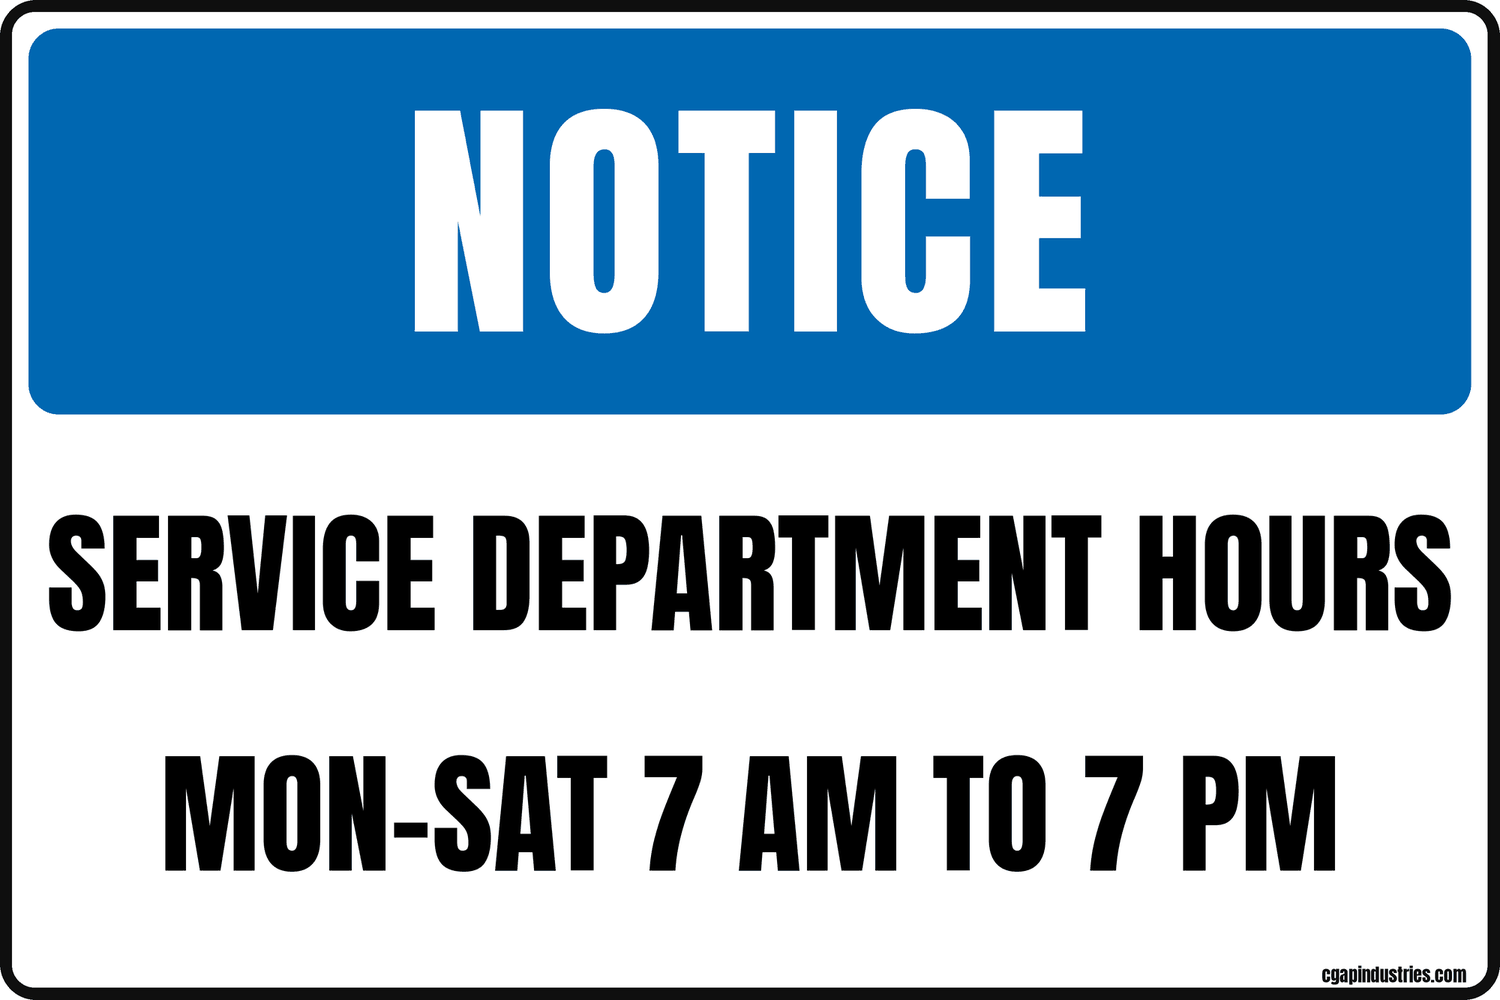 NOTICE
SERVICE DEPARTMENT HOURS
MON-SAT 7 AM TO 7 PM
cgapindustries.com